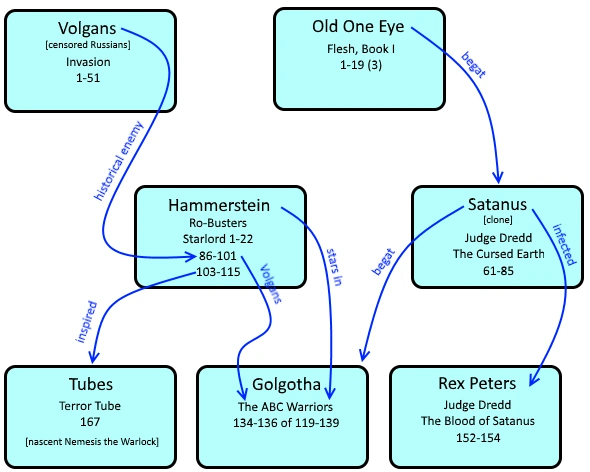 Volgans
[censored Russians]
Invasion
1-51
Old One Eye
Flesh, Book I
1-19 (3)
begat
historical enemy
Hammerstein
Ro-Busters
Starlord 1-22
86-101
103-115
Satanus
[clone]
Judge Dredd
The Cursed Earth
61-85
inspired
Volgans
stars in
begat
infected
Tubes
Terror Tube
167
[nascent Nemesis the Warlock]
Golgotha
The ABC Warriors
134-136 of 119-139
Rex Peters
Judge Dredd
The Blood of Satanus
152-154